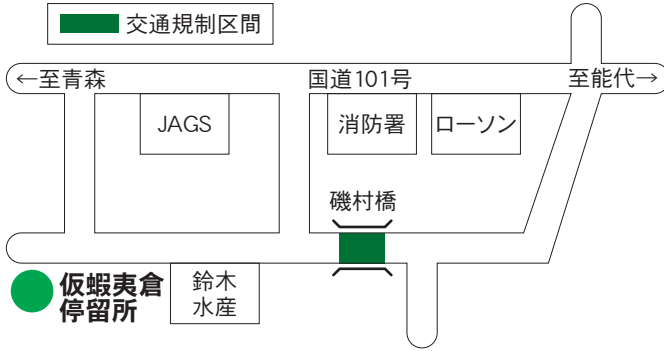 交通規制区間
←至青森
国道101号
至能代→
JAGS
消防署
ローソン
磯村橋
仮蝦夷倉
停留所
鈴木
水産